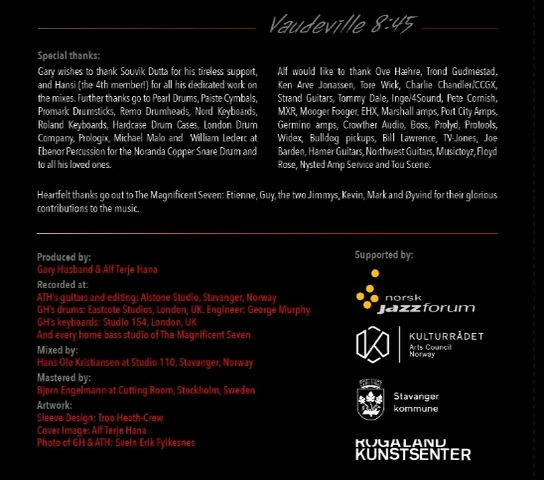 Vaudeville 8:45
Special thanks:
Gary wishes to thank Souvik Dutta for his tireless support,
and Hansi (the 4th member!) for all his dedicated work on
the mixes. Further thanks go to Pearl Drums, Paiste Cymbals,
Promark Drumsticks, Remo Drumheads, Nord Keyboards,
Roland Keyboards, Hardcase Drum Cases, London Drum
Company, Prologix, Michael Malo and William Leclerc at
Ebenor Percussion for the Noranda Copper Snare Drum and
to all his loved ones.
Alf would like to thank Ove Hæhre, Trond Gudmestad,
Ken Arve Jonassen, Tore Wick, Charlie Chandler/CCGX,
Strand Guitars, Tommy Dale, Inge/4Sound, Pete Cornish,
MXR, Mooger Fooger, EHX, Marshall amps, Port City Amps,
Germino amps, Crowther Audio, Boss, Prolyd, Protools,
Widex, Bulldog pickups, Bill Lawrence, TV-Jones, Joe
Barden, Hamer Guitars, Northwest Guitars, Musictoyz, Floyd
Rose, Nysted Amp Service and Tou Scene.
Heartfelt thanks go out to The Magnificent Seven: Etienne, Guy, the two Jimmys, Kevin, Mark and Øyvind for their glorious
contributions to the music.
Produced by:
Gary Husband & Alf Terje Hana
Recorded at:
ATH's guitars and editing: Alstone Studio, Stavanger, Norway
GH's drums: Eastcote Studios, London, UK. Engineer: George Murphy
GH's keyboards: Studio 154, London, UK
And every home bass studio of The Magnificent Seven
Mixed by:
Hans Ole Kristiansen at Studio 110, Stavanger, Norway
Mastered by:
Bjørn Engelmann at Cutting Room, Stockholm, Sweden
Artwork:
Sleeve Design: Troo Heath-Crew
Cover Image: Alf Terje Hana
Photo of GH & ATH: Svein Erik Fylkesnes
Supported by:
norsk
jazzforum
KULTURRÅDET
Arts Council
Norway
Stavanger
kommune
ROGALAND
KUNSTSENTER